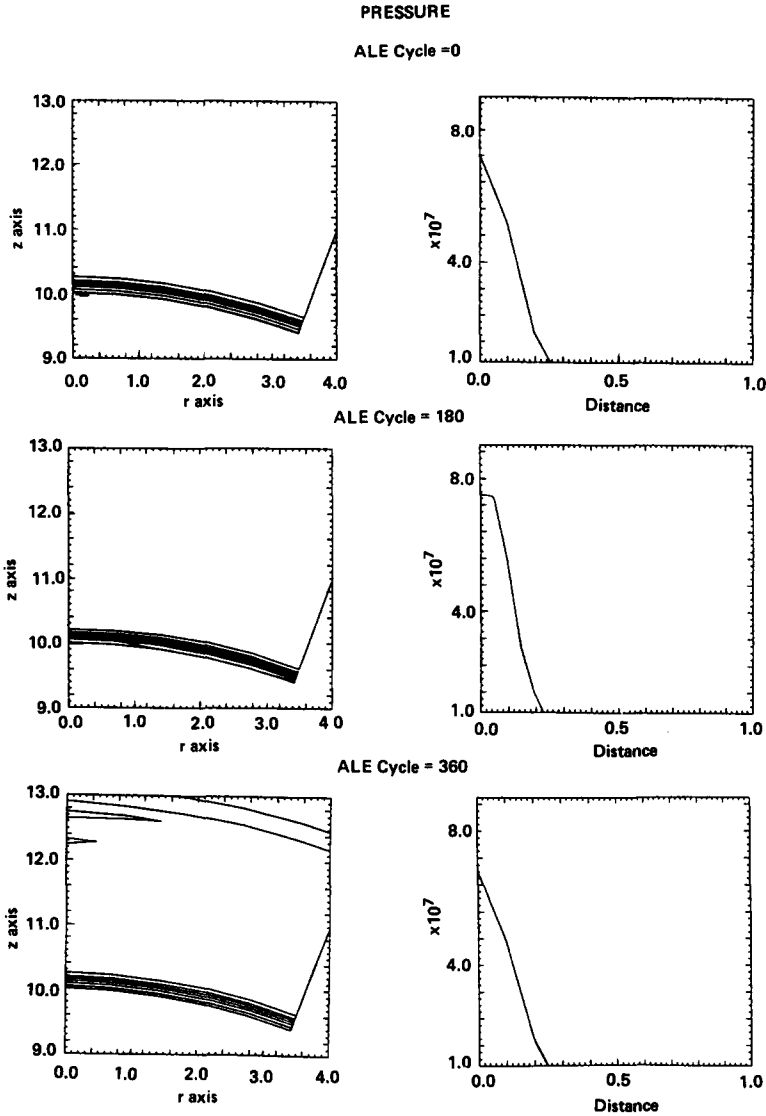 PRESSURE
ALE Cycle =0
13.0
12.0
11.0
10.0
9.0
z axis
0.0 1.0 2.0 3.0 4.0
r axis
8.0
4.0
1.0
x10⁷
0.0 0.5 1.0
Distance
ALE Cycle = 180
13.0
12.0
11.0
10.0
9.0
z axis
0.0 1.0 2.0 3.0 4 0
r axis
8.0
4.0
1.0
x10⁷
0.0 0.5 1.0
Distance
ALE Cycle = 360
13.0
12.0
11.0
10.0
9.0
z axis
0.0 1.0 2.0 3.0 4.0
r axis
8.0
4.0
1.0
x10⁷
0.0 0.5 1.0
Distance